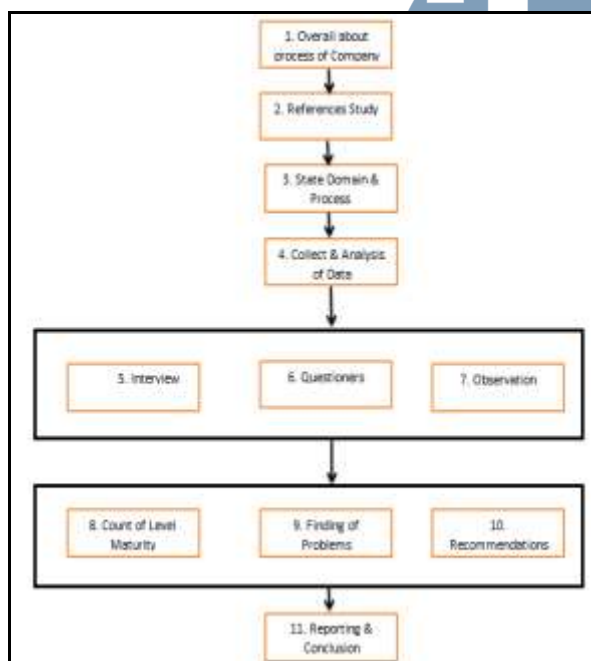 1. Overall about
process of Company
2. References Study
3. State Domain &
Process
4. Collect & Analysis
of Data
5. Interview
6. Questioners
7. Observation
8. Count of Level
Maturity
9. Finding of
Problems
10.
Recommendations
11. Reporting &
Conclusion